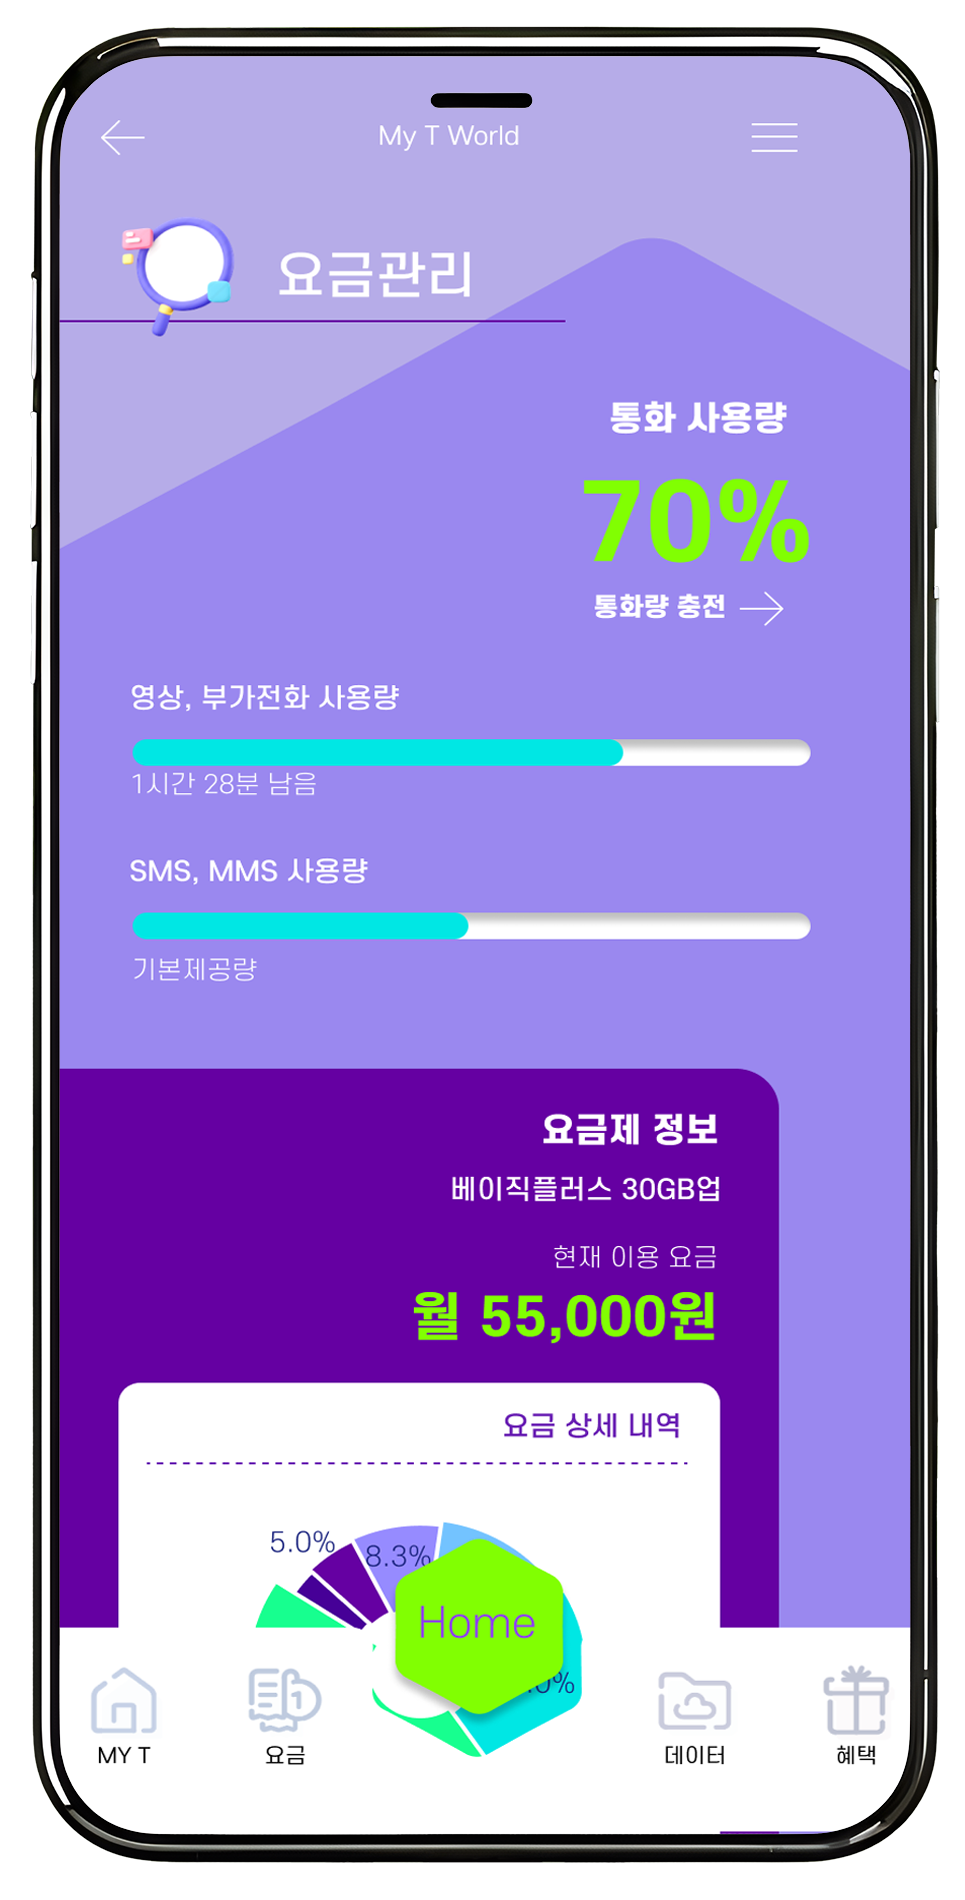 My T World
요금관리
통화 사용량
70%
통화량 충전
영상, 부가전화 사용량
1시간 28분 남음
SMS, MMS 사용량
기본제공량
요금제 정보
베이직플러스 30GB업
현재 이용 요금
월 55,000원
요금 상세 내역
5.0%
8.3%
Home
MY T
요금
데이터
혜택